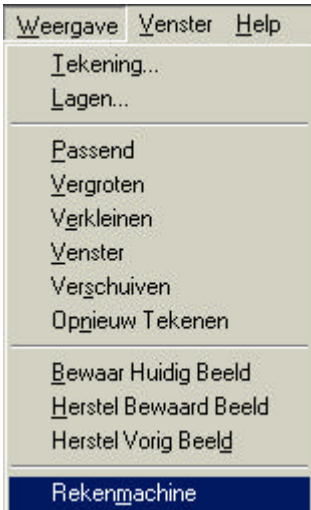 Weergave Venster Help
Tekening...
Lagen...
Passend
Vergroten
Verkleinen
Venster
Verschuiven
Opnieuw Tekenen
Bewaar Huidig Beeld
Herstel Bewaard Beeld
Herstel Vorig Beeld
Rekenmachine